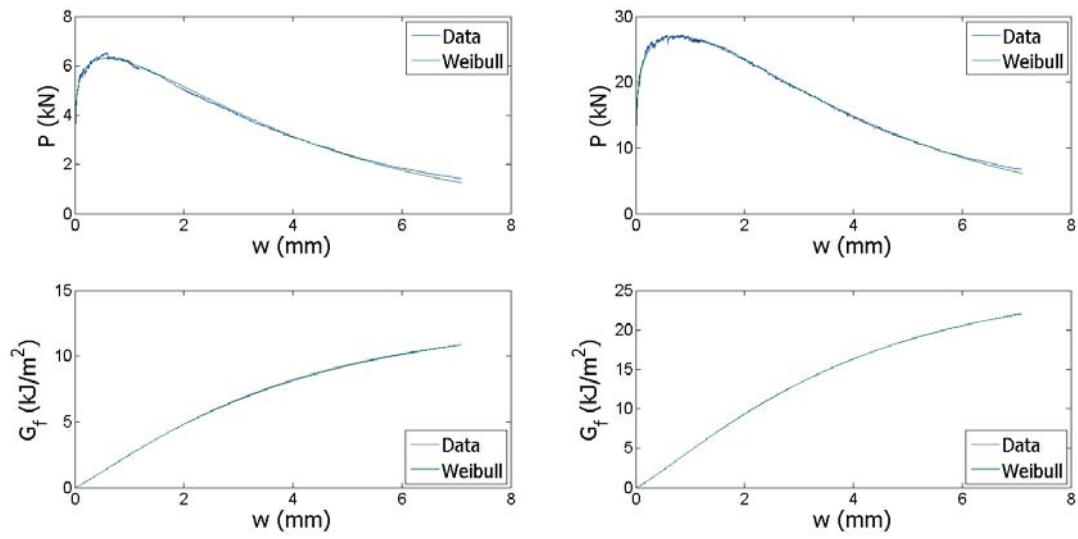 8
6
4
2
0
P (kN)
Data
Weibull
0 2 4 6 8
w (mm)
30
20
10
0
P (kN)
Data
Weibull
0 2 4 6 8
w (mm)
15
10
5
0
G_f (kJ/m²)
Data
Weibull
0 2 4 6 8
w (mm)
25
20
15
10
5
0
G_f (kJ/m²)
Data
Weibull
0 2 4 6 8
w (mm)